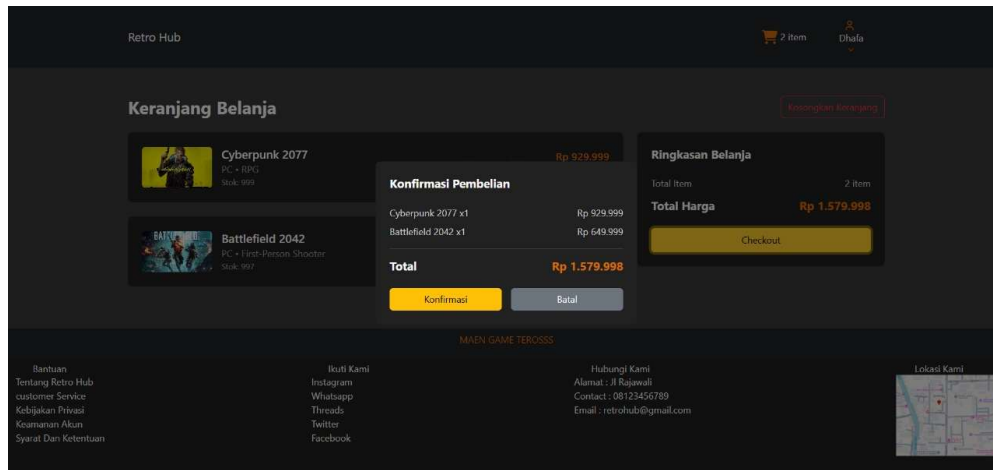 Retro Hub
2 item
Dhafa
Keranjang Belanja
Kosongkan Keranjang
Cyberpunk 2077
PC • RPG
Stok: 999
Rp 929.999
Battlefield 2042
PC • First-Person Shooter
Stok: 997
Konfirmasi Pembelian
Cyberpunk 2077 x1 Rp 929.999
Battlefield 2042 x1 Rp 649.999
Total Rp 1.579.998
Konfirmasi Batal
Ringkasan Belanja
Total Item 2 item
Total Harga Rp 1.579.998
Checkout
MAEN GAME TEROSSS
Bantuan
Tentang Retro Hub
customer Service
Kebijakan Privasi
Keamanan Akun
Syarat Dan Ketentuan
Ikuti Kami
Instagram
Whatsapp
Threads
Twitter
Facebook
Hubungi Kami
Alamat : Jl Rajawali
Contact : 08123456789
Email : retrohub@gmail.com
Lokasi Kami